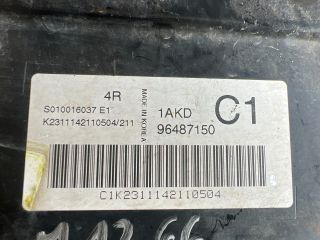 4R
MADE IN KOREA
1AKD
C1
S010016037 E1
K2311142110504/211
96487150
C1K2311142110504